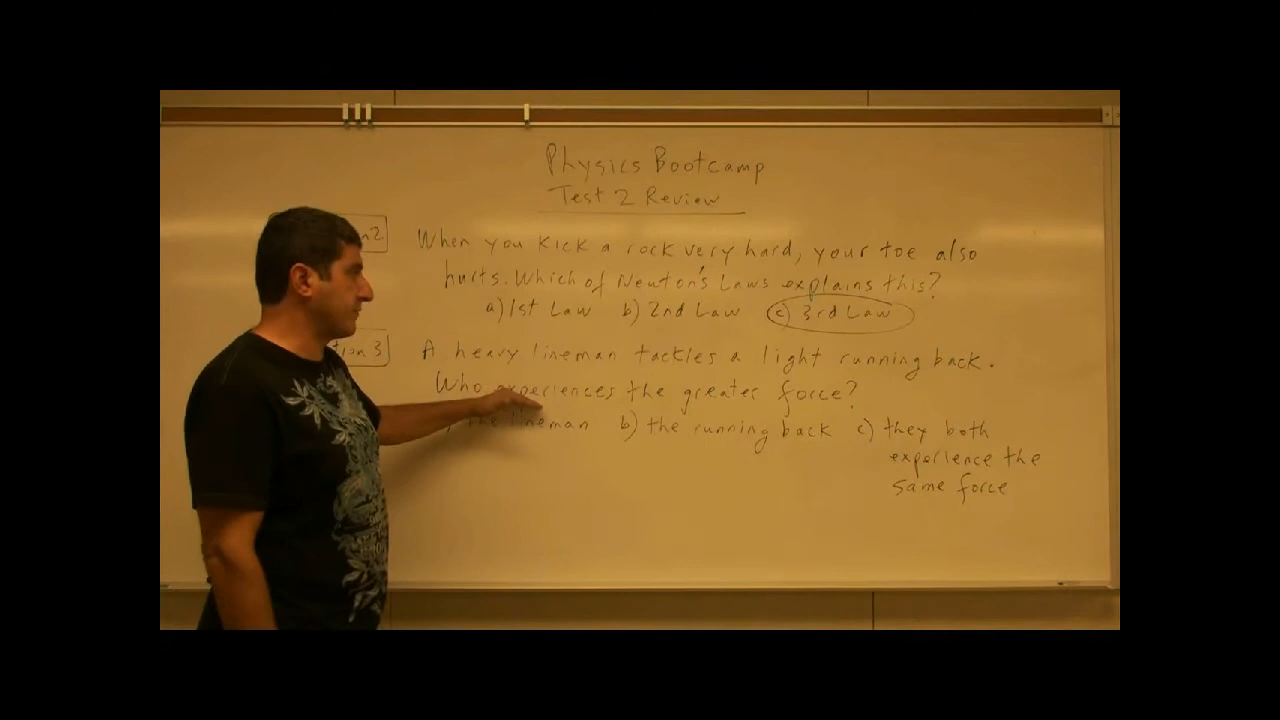 Physics Bootcamp
Test 2 Review
When you kick a rock very hard, your toe also
hurts. Which of Newton's Laws explains this?
a) 1st Law b) 2nd Law c) 3rd Law
A heavy lineman tackles a light running back.
Who experiences the greater force?
the lineman b) the running back c) they both
experience the
same force